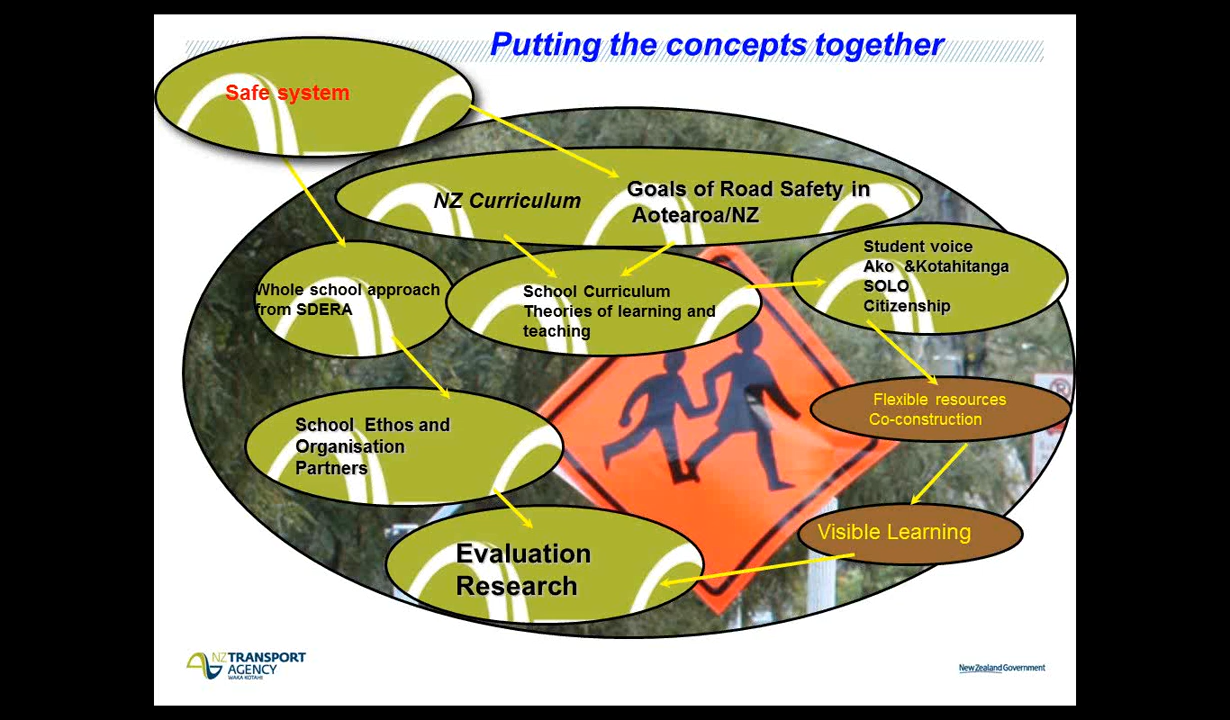 Putting the concepts together
Safe system
NZ Curriculum
Goals of Road Safety in
Aotearoa/NZ
Student voice
Ako &Kotahitanga
SOLO
Citizenship
Whole school approach
from SDERA
School Curriculum
Theories of learning and
teaching
Flexible resources
Co-construction
School Ethos and
Organisation
Partners
Visible Learning
Evaluation
Research
NZTRANSPORT
AGENCY
WAKA KOTAHI
New Zealand Government